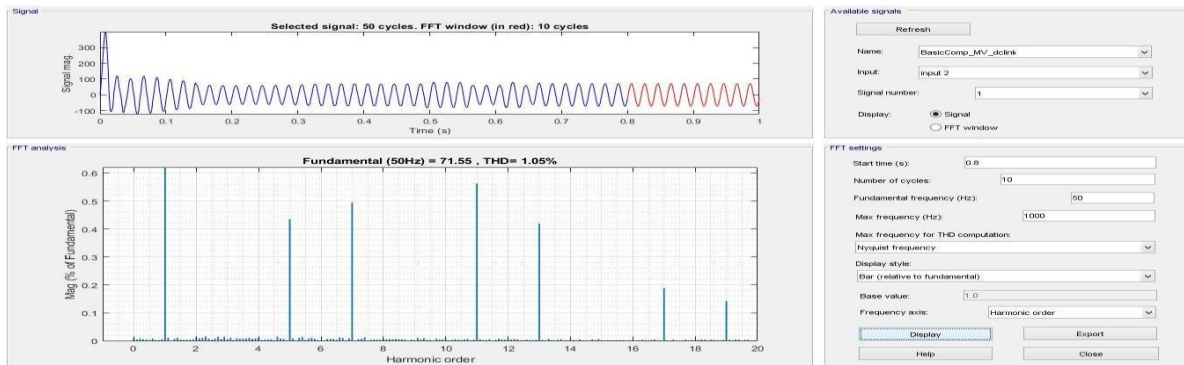 Signal
Selected signal: 50 cycles. FFT window (in red): 10 cycles
Signal mag.
300
200
100
0
-100
0 0.1 0.2 0.3 0.4 0.5 0.6 0.7 0.8 0.9 1
Time (s)
FFT analysis
Fundamental (50Hz) = 71.55 , THD= 1.05%
Mag (% of Fundamental)
0.6
0.5
0.4
0.3
0.2
0.1
0
0 2 4 6 8 10 12 14 16 18 20
Harmonic order
Available signals
Refresh
Name: BasicComp_MV_dclink
Input: input 2
Signal number: 1
Display: Signal
FFT window
FFT settings
Start time (s): 0.8
Number of cycles: 10
Fundamental frequency (Hz): 50
Max frequency (Hz): 1000
Max frequency for THD computation:
Nyquist frequency
Display style:
Bar (relative to fundamental)
Base value: 1.0
Frequency axis: Harmonic order
Display Export
Help Close